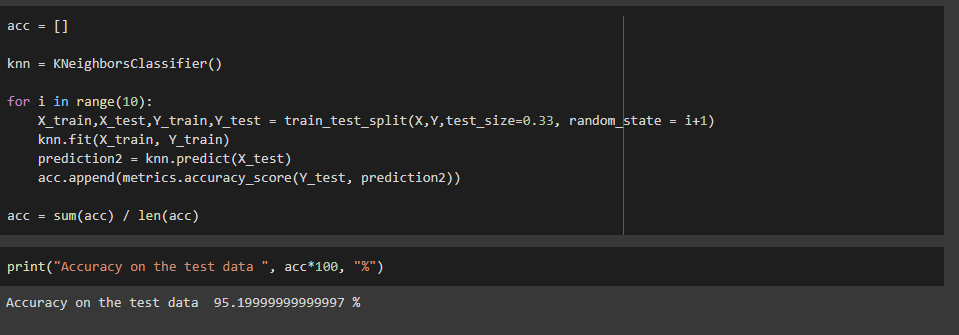 acc = []
knn = KNeighborsClassifier()
for i in range(10):
    X_train,X_test,Y_train,Y_test = train_test_split(X,Y,test_size=0.33, random_state = i+1)
    knn.fit(X_train, Y_train)
    prediction2 = knn.predict(X_test)
    acc.append(metrics.accuracy_score(Y_test, prediction2))
acc = sum(acc) / len(acc)
print("Accuracy on the test data ", acc*100, "%")
Accuracy on the test data  95.19999999999997 %